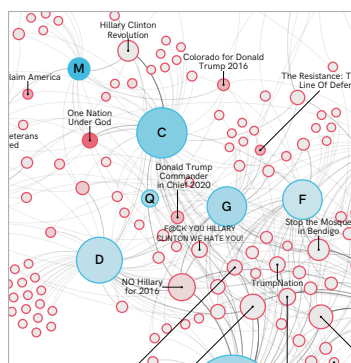 Hillary Clinton
Revolution
M
Colorado for Donald
Trump 2016
laim America
The Resistance: T
Line Of Defer
One Nation
Under God
C
eterans
red
Donald Trump
Commander
in Chief 2020
Q
G
F
F@CK YOU HILLARY
CLINTON WE HATE YOU!
Stop the Mosque
in Bendigo
D
NO Hillary
for 2016
TrumpNation